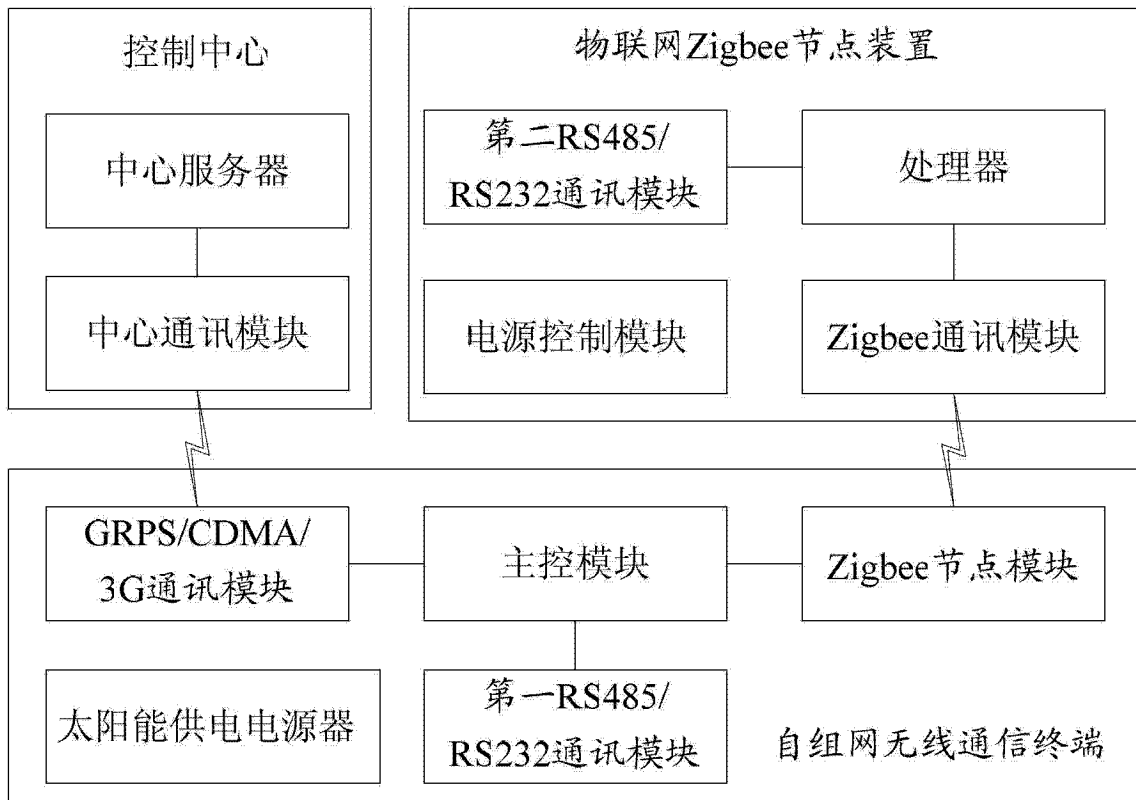 控制中心
中心服务器
中心通讯模块
物联网Zigbee节点装置
第二RS485/
RS232通讯模块
处理器
电源控制模块
Zigbee通讯模块
GRPS/CDMA/
3G通讯模块
主控模块
Zigbee节点模块
太阳能供电电源器
第一RS485/
RS232通讯模块
自组网无线通信终端